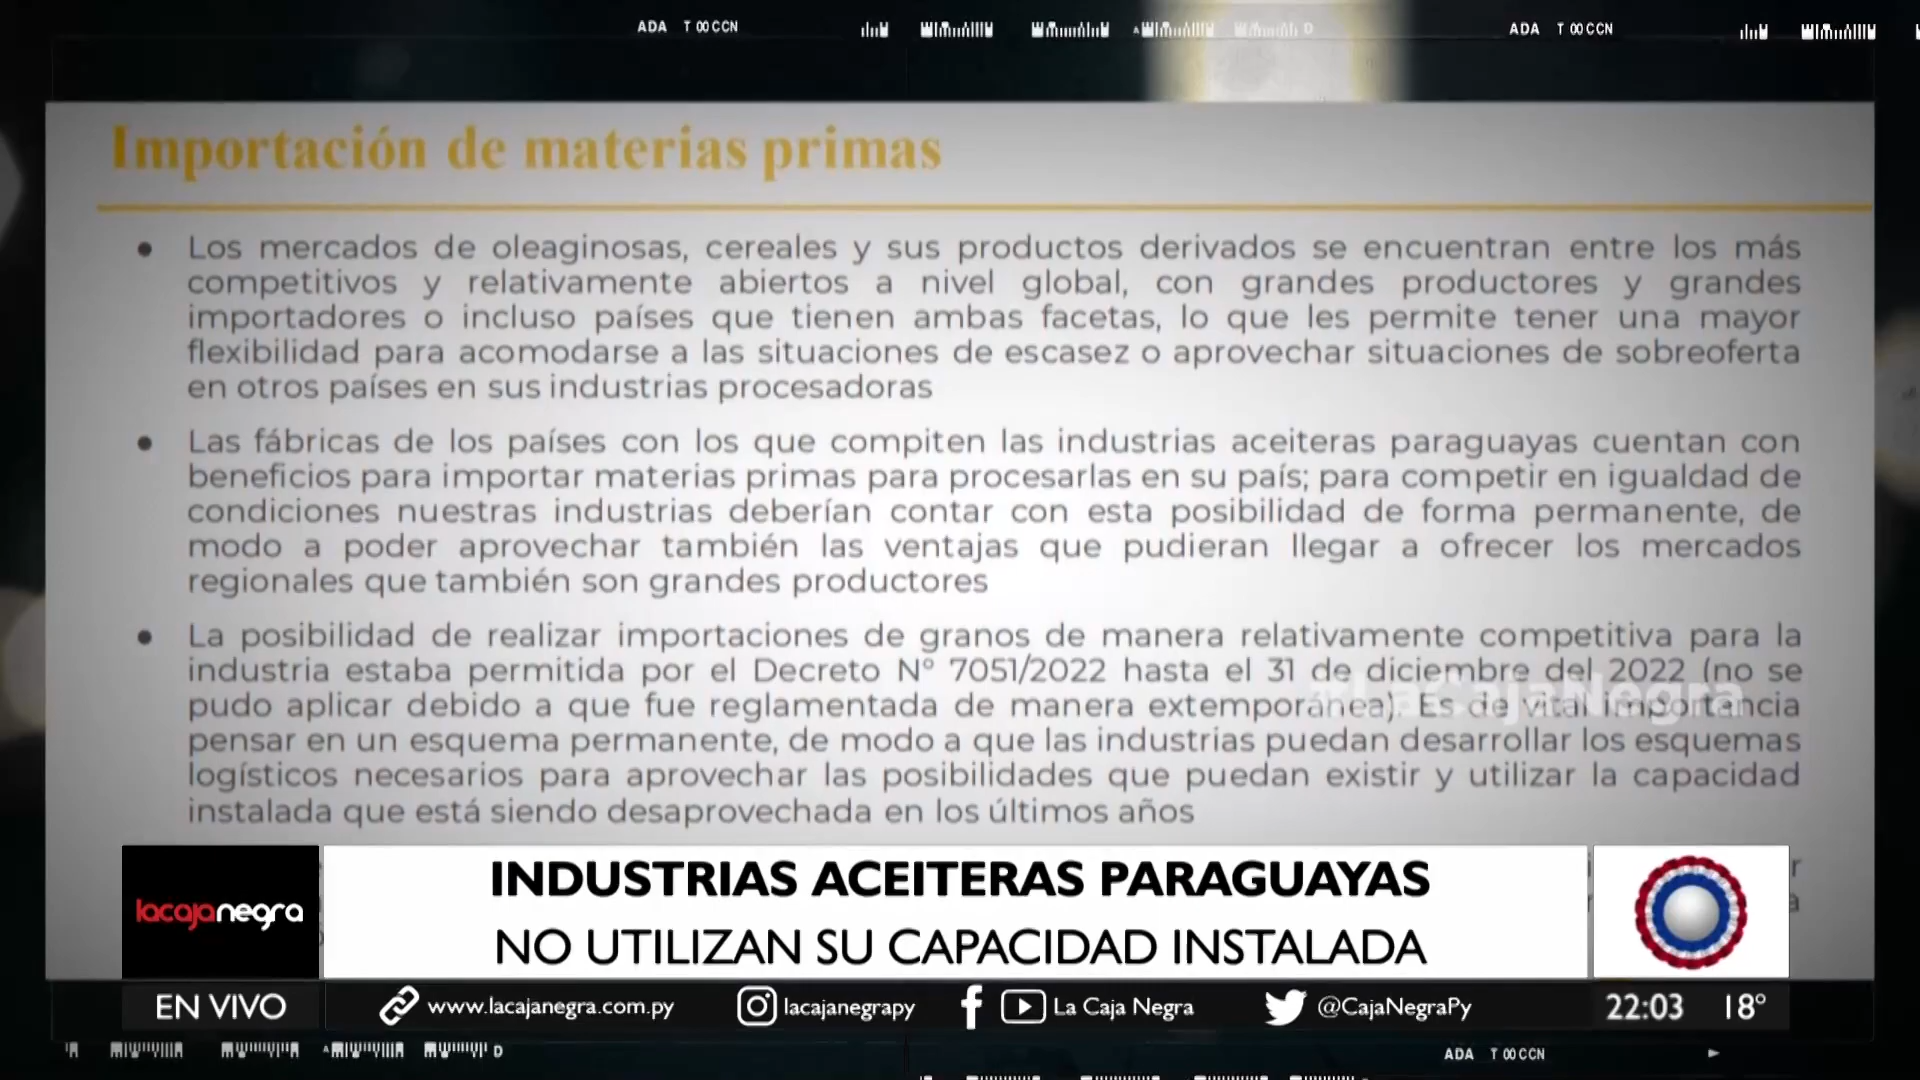 ADA T 00 CCN
ADA T 00 CCN
Importación de materias primas
● Los mercados de oleaginosas, cereales y sus productos derivados se encuentran entre los más
competitivos y relativamente abiertos a nivel global, con grandes productores y grandes
importadores o incluso países que tienen ambas facetas, lo que les permite tener una mayor
flexibilidad para acomodarse a las situaciones de escasez o aprovechar situaciones de sobreoferta
en otros países en sus industrias procesadoras
● Las fábricas de los países con los que compiten las industrias aceiteras paraguayas cuentan con
beneficios para importar materias primas para procesarlas en su país; para competir en igualdad de
condiciones nuestras industrias deberían contar con esta posibilidad de forma permanente, de
modo a poder aprovechar también las ventajas que pudieran llegar a ofrecer los mercados
regionales que también son grandes productores
● La posibilidad de realizar importaciones de granos de manera relativamente competitiva para la
industria estaba permitida por el Decreto N° 7051/2022 hasta el 31 de diciembre del 2022 (no se
pudo aplicar debido a que fue reglamentada de manera extemporánea). Es de vital importancia
pensar en un esquema permanente, de modo a que las industrias puedan desarrollar los esquemas
logísticos necesarios para aprovechar las posibilidades que puedan existir y utilizar la capacidad
instalada que está siendo desaprovechada en los últimos años
#LaCajaNegra
lacajanegra
INDUSTRIAS ACEITERAS PARAGUAYAS
NO UTILIZAN SU CAPACIDAD INSTALADA
EN VIVO
www.lacajanegra.com.py
lacajanegrapy
La Caja Negra
@CajaNegraPy
22:03
18°
ADA T 00 CCN